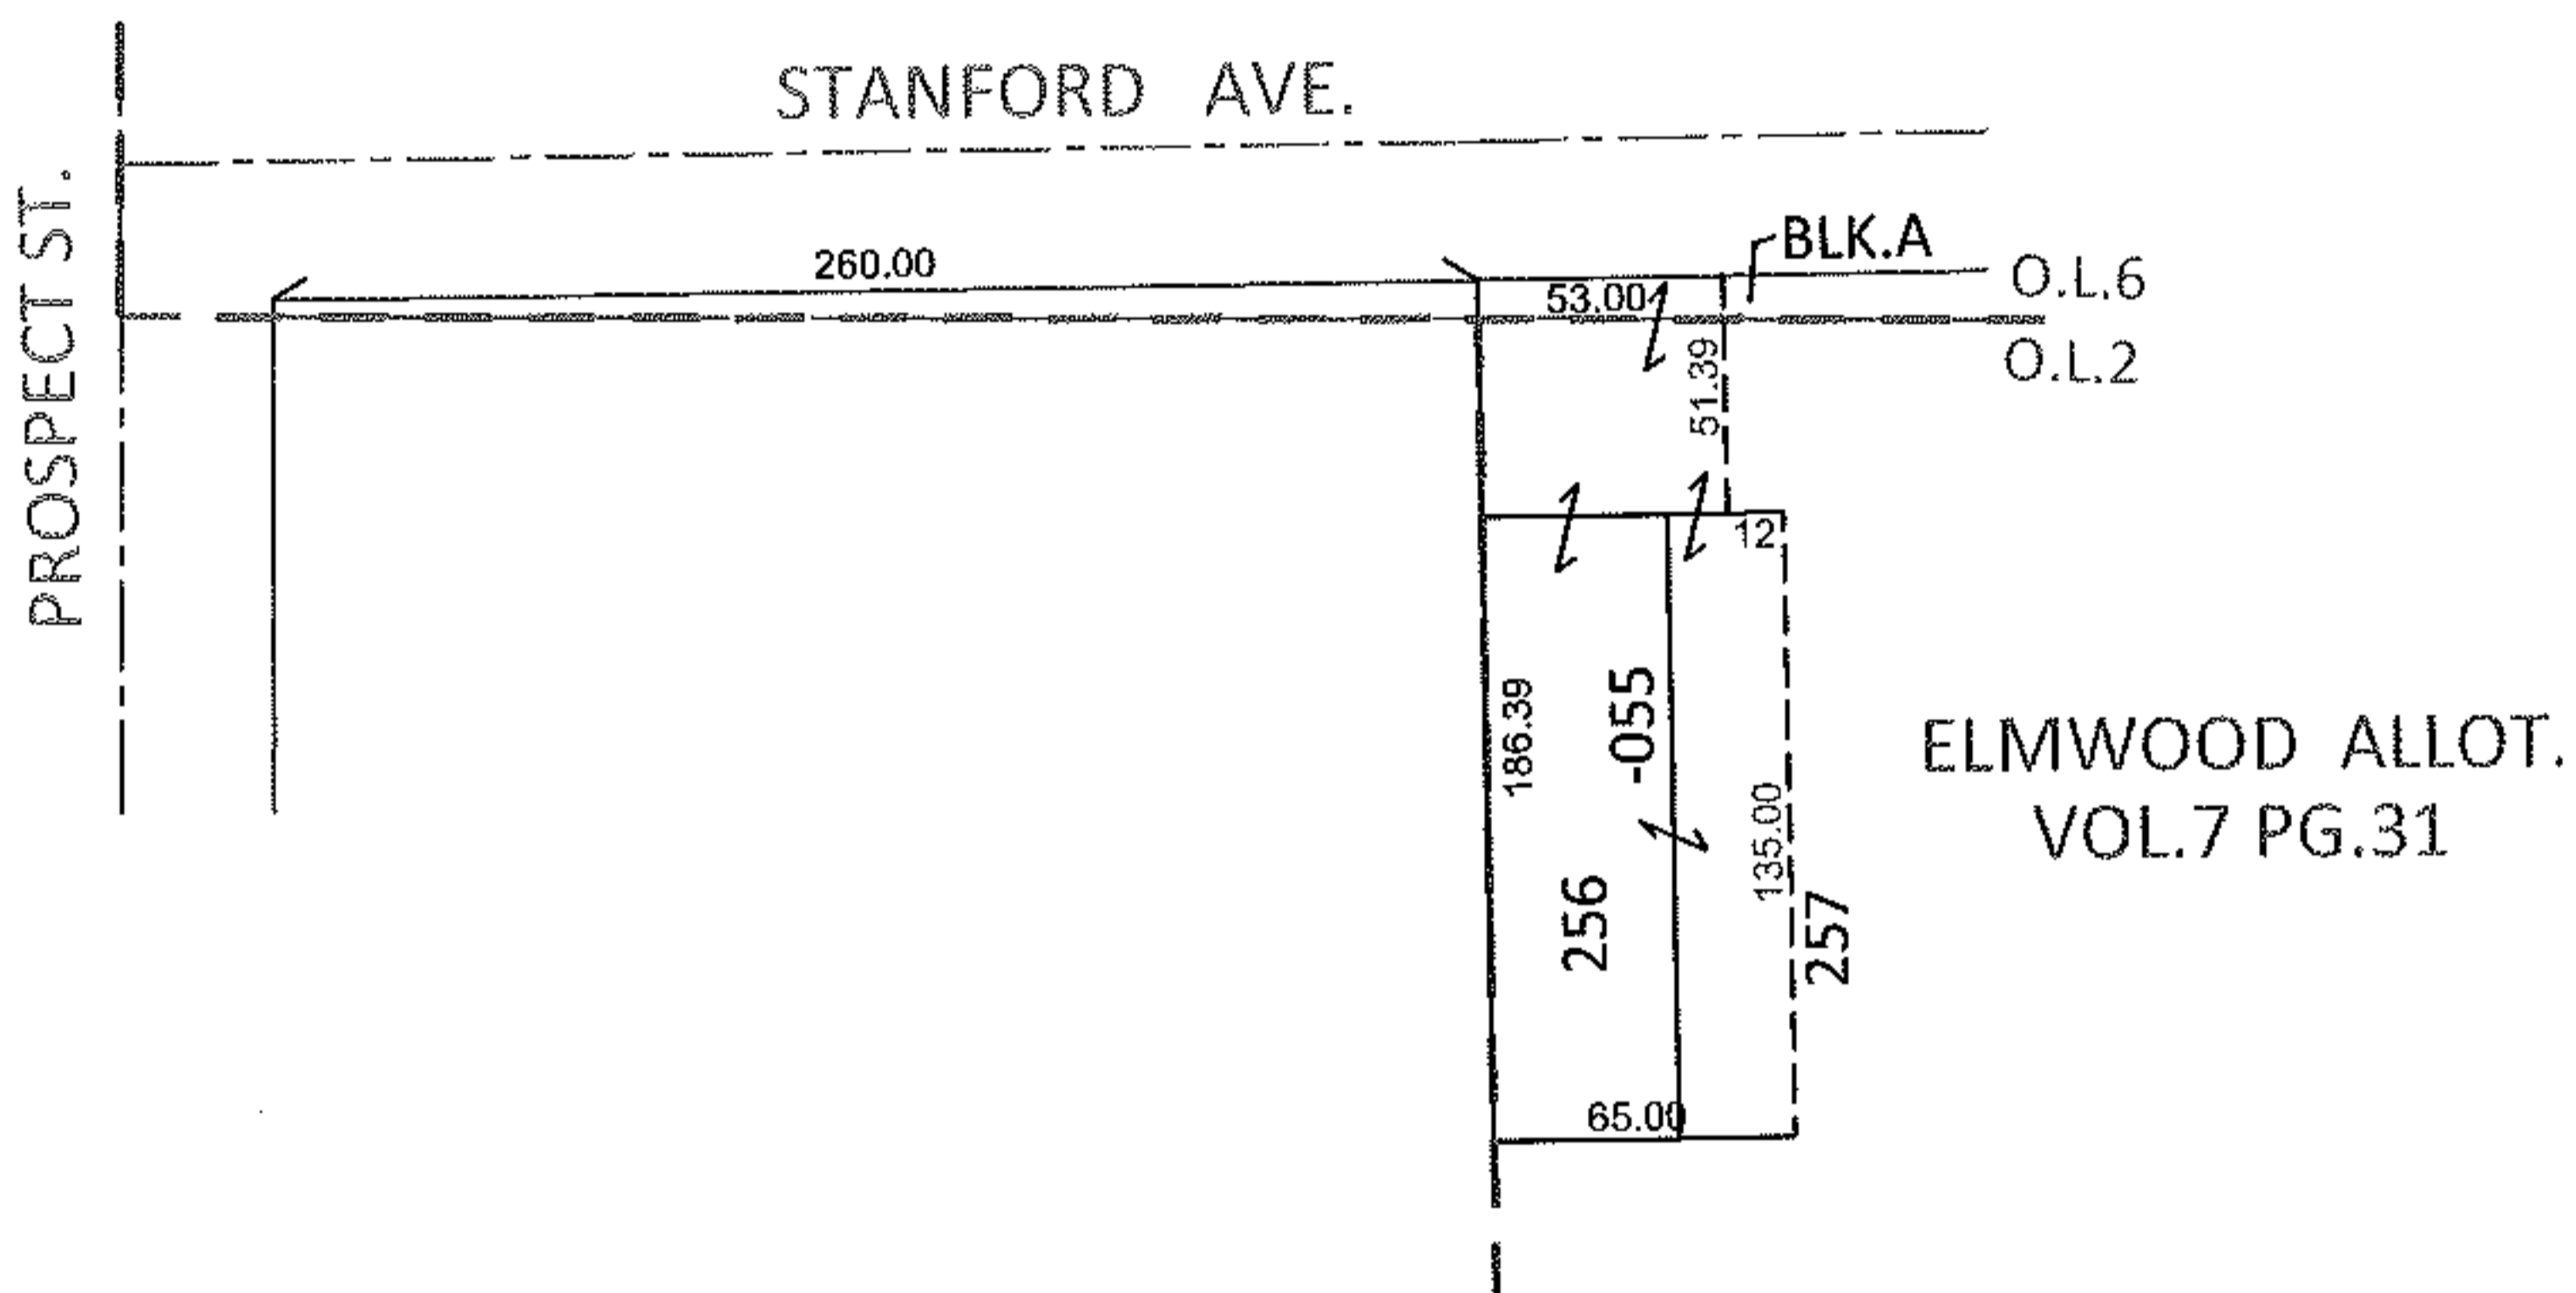 STANFORD AVE.
PROSPECT ST.
260.00
BLK.A
53.00
O.L.6
O.L.2
51.39
12
186.39
-055
135.00
256
257
65.00
ELMWOOD ALLOT.
VOL.7 PG.31